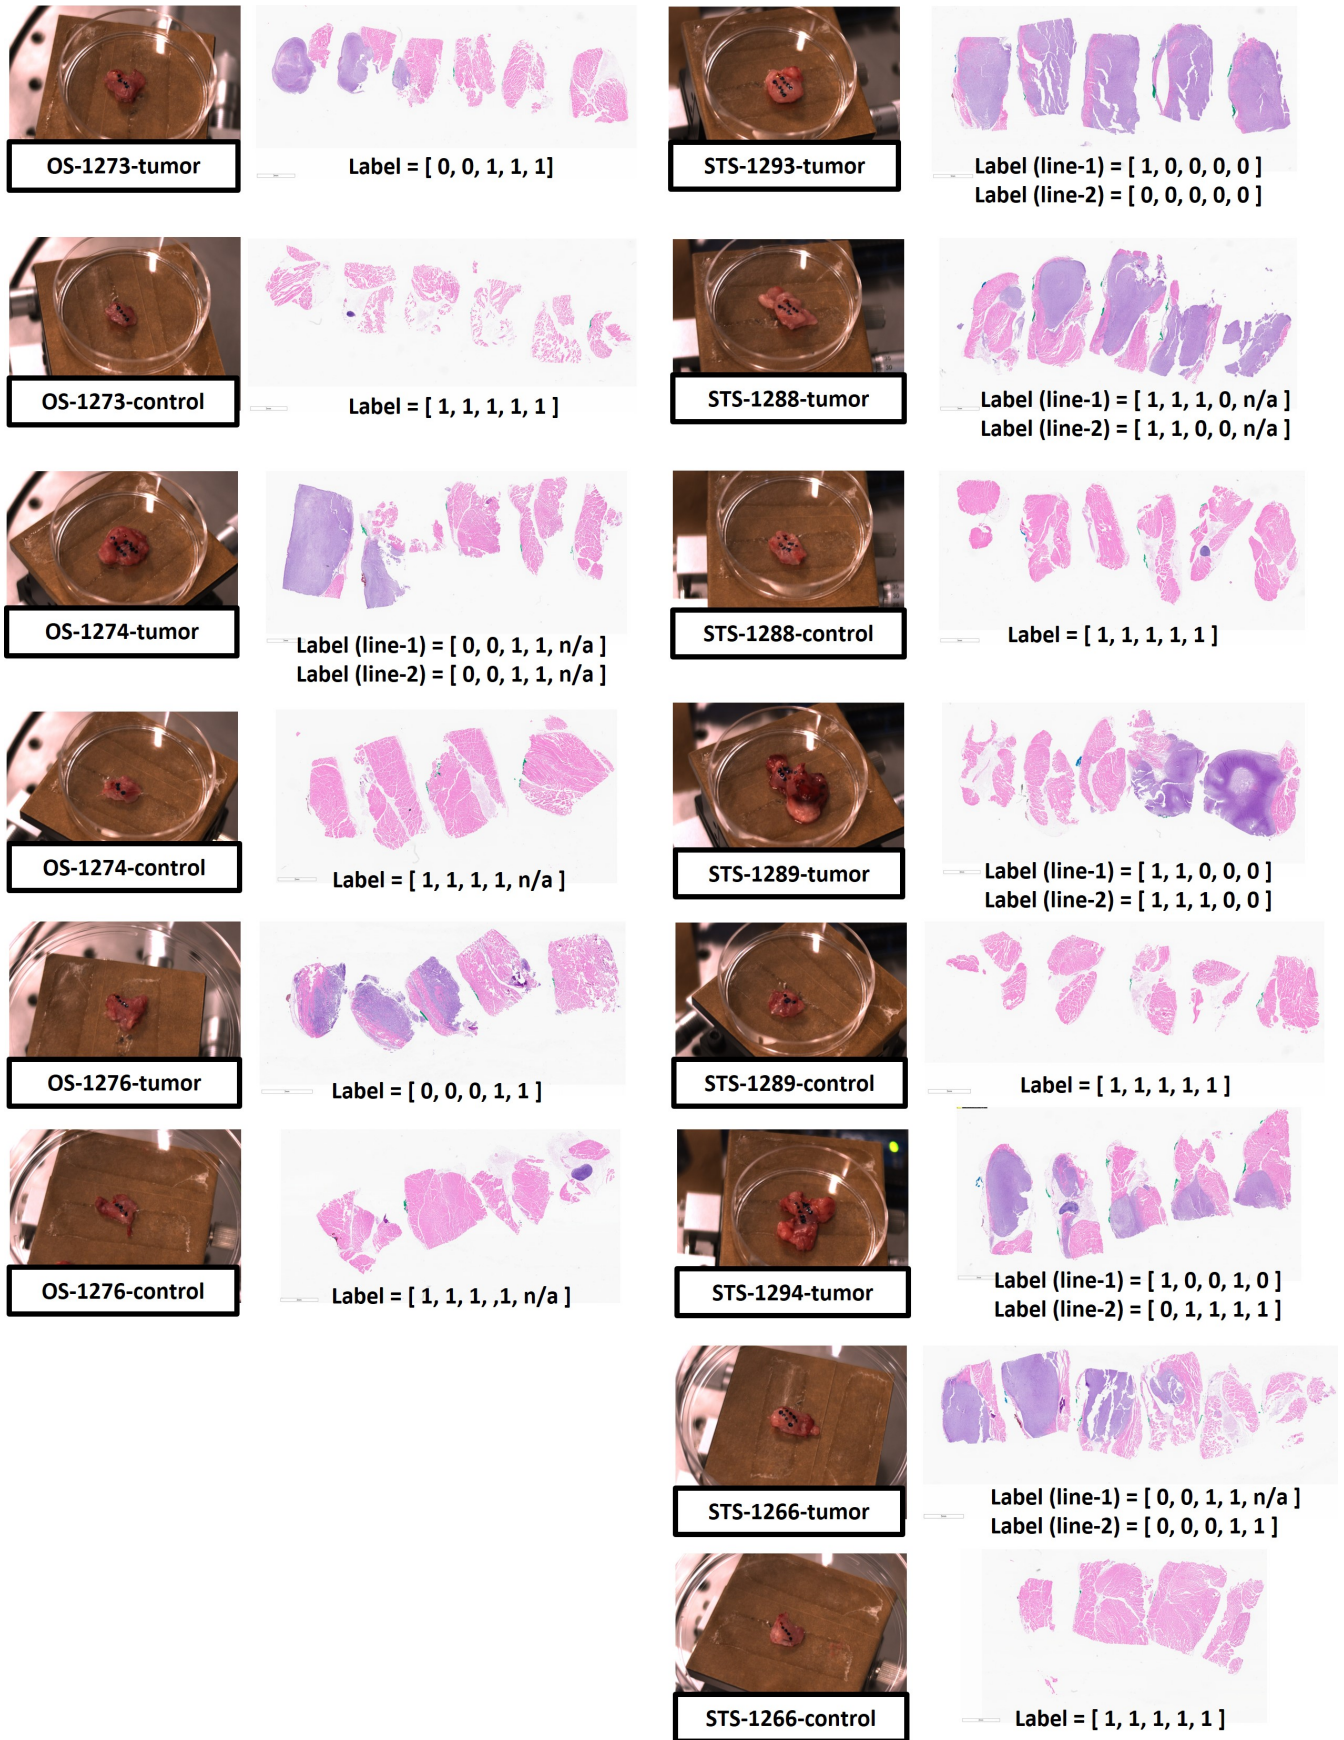 OS-1273-tumor
Label = [ 0, 0, 1, 1, 1]
OS-1273-control
Label = [ 1, 1, 1, 1, 1 ]
OS-1274-tumor
Label (line-1) = [ 0, 0, 1, 1, n/a ]
Label (line-2) = [ 0, 0, 1, 1, n/a ]
OS-1274-control
Label = [ 1, 1, 1, 1, n/a ]
OS-1276-tumor
Label = [ 0, 0, 0, 1, 1 ]
OS-1276-control
Label = [ 1, 1, 1, ,1, n/a ]
STS-1293-tumor
Label (line-1) = [ 1, 0, 0, 0, 0 ]
Label (line-2) = [ 0, 0, 0, 0, 0 ]
STS-1288-tumor
Label (line-1) = [ 1, 1, 1, 0, n/a ]
Label (line-2) = [ 1, 1, 0, 0, n/a ]
STS-1288-control
Label = [ 1, 1, 1, 1, 1 ]
STS-1289-tumor
Label (line-1) = [ 1, 1, 0, 0, 0 ]
Label (line-2) = [ 1, 1, 1, 0, 0 ]
STS-1289-control
Label = [ 1, 1, 1, 1, 1 ]
STS-1294-tumor
Label (line-1) = [ 1, 0, 0, 1, 0 ]
Label (line-2) = [ 0, 1, 1, 1, 1 ]
STS-1266-tumor
Label (line-1) = [ 0, 0, 1, 1, n/a ]
Label (line-2) = [ 0, 0, 0, 1, 1 ]
STS-1266-control
Label = [ 1, 1, 1, 1, 1 ]